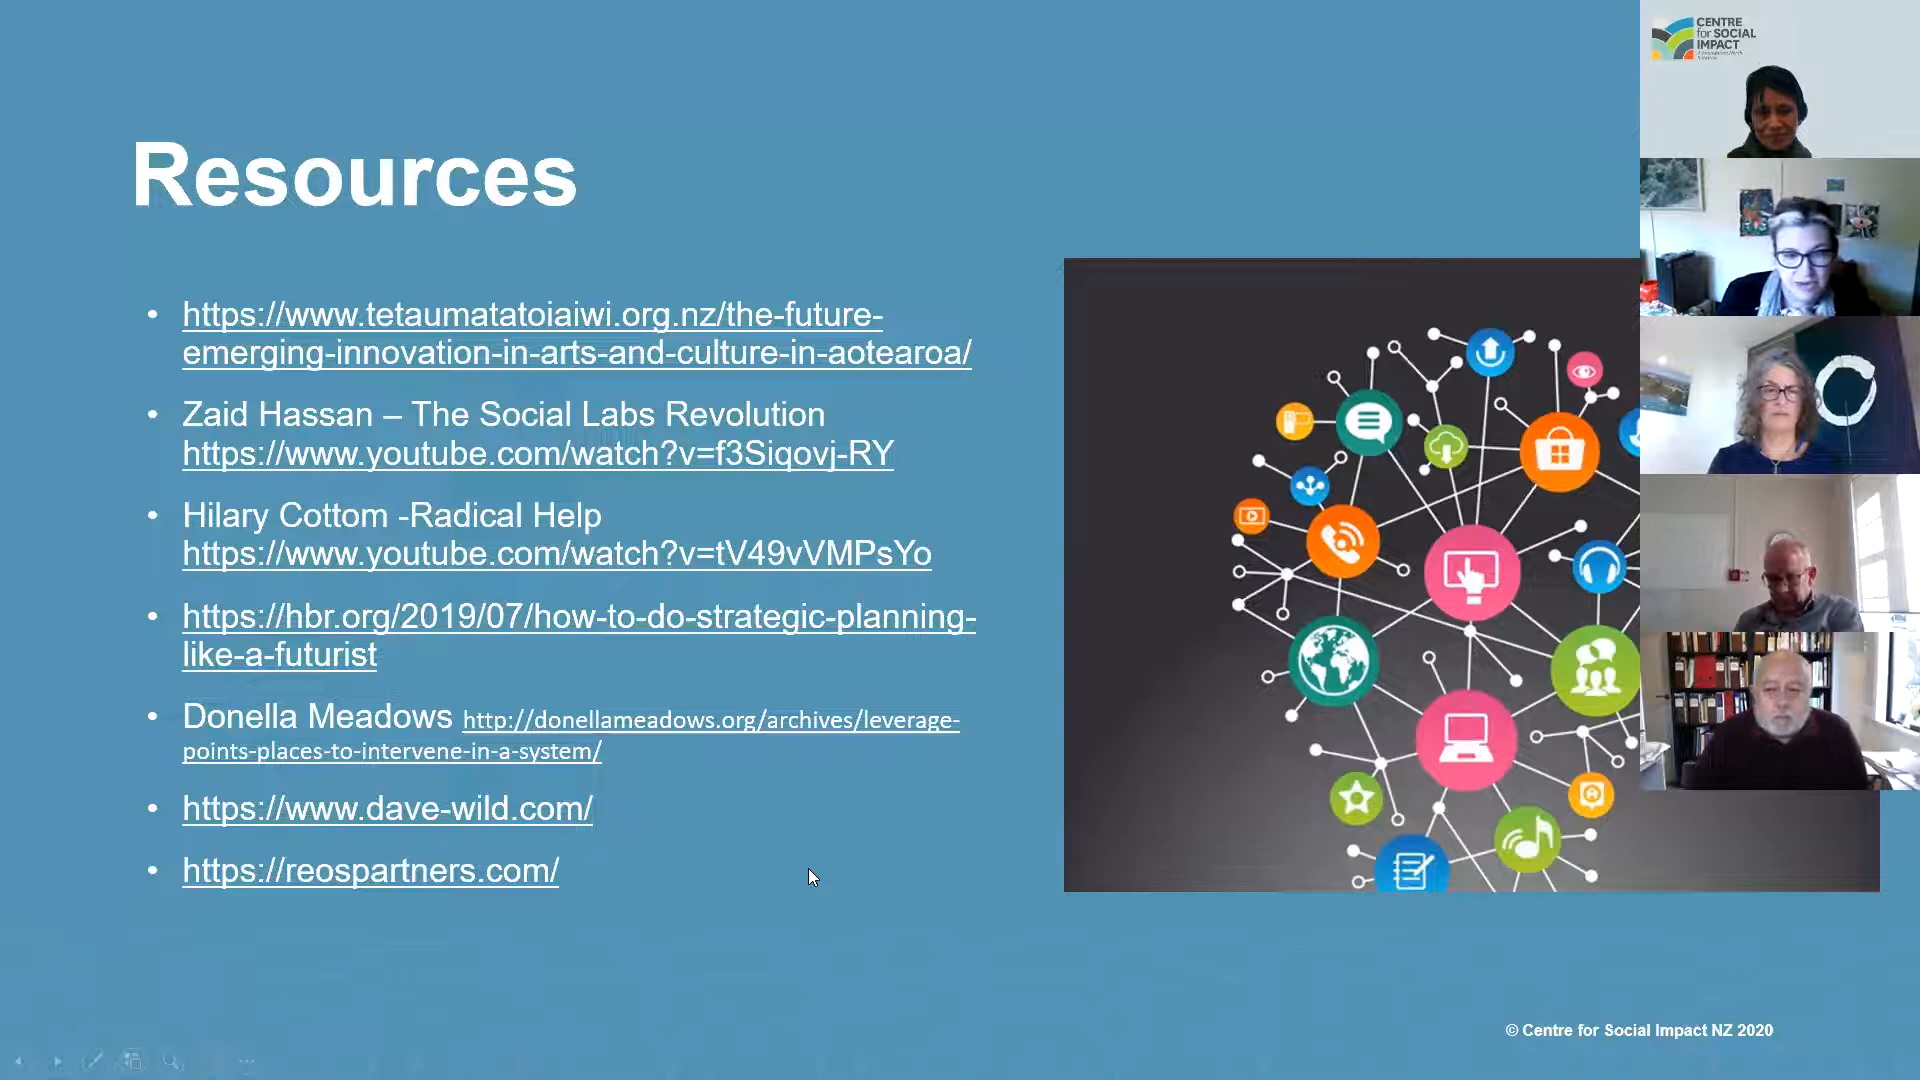 CENTRE
for SOCIAL
IMPACT
Resources
• https://www.tetaumatatoiaiwi.org.nz/the-future-
emerging-innovation-in-arts-and-culture-in-aotearoa/
• Zaid Hassan – The Social Labs Revolution
https://www.youtube.com/watch?v=f3Siqovj-RY
• Hilary Cottom -Radical Help
https://www.youtube.com/watch?v=tV49vVMPsYo
• https://hbr.org/2019/07/how-to-do-strategic-planning-
like-a-futurist
• Donella Meadows http://donellameadows.org/archives/leverage-
points-places-to-intervene-in-a-system/
• https://www.dave-wild.com/
• https://reospartners.com/
© Centre for Social Impact NZ 2020